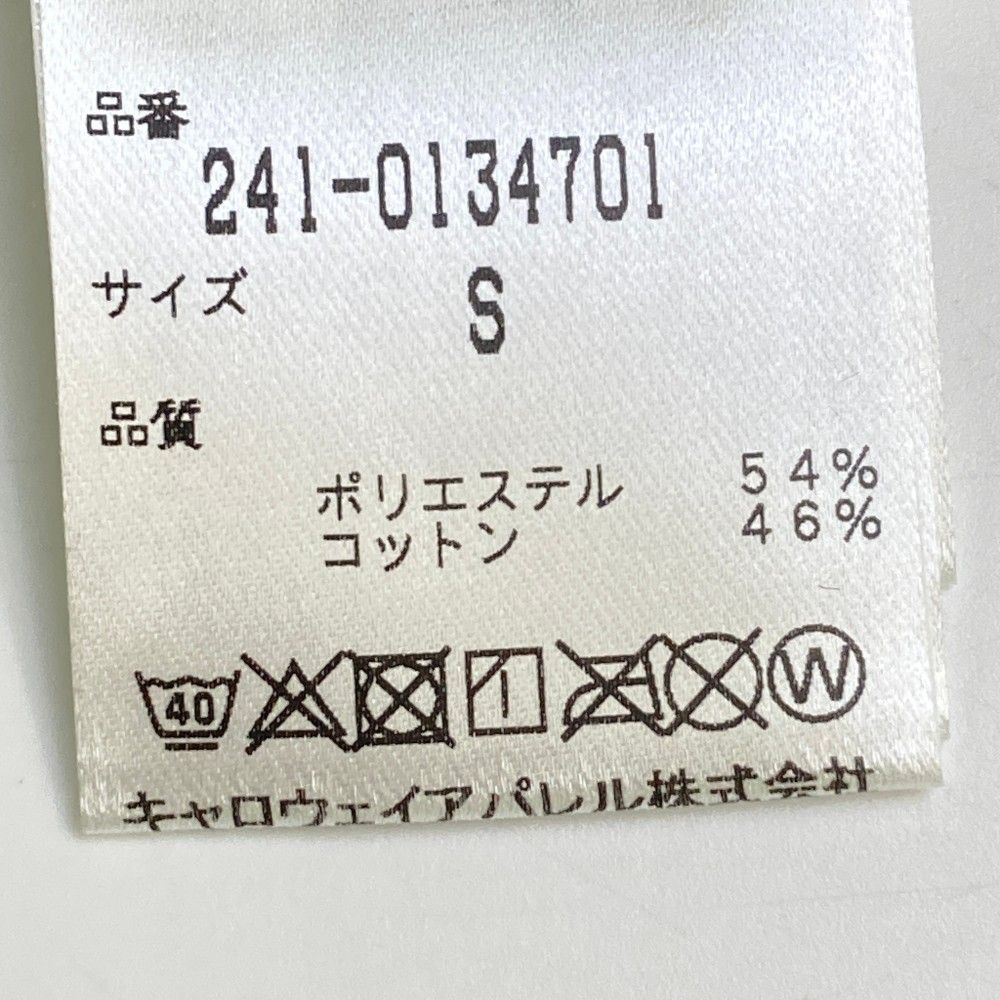 品番
241-0134701
サイズ S
品質
ポリエステル 54%
コットン 46%
40 W
キャロウェイアパレル株式会社